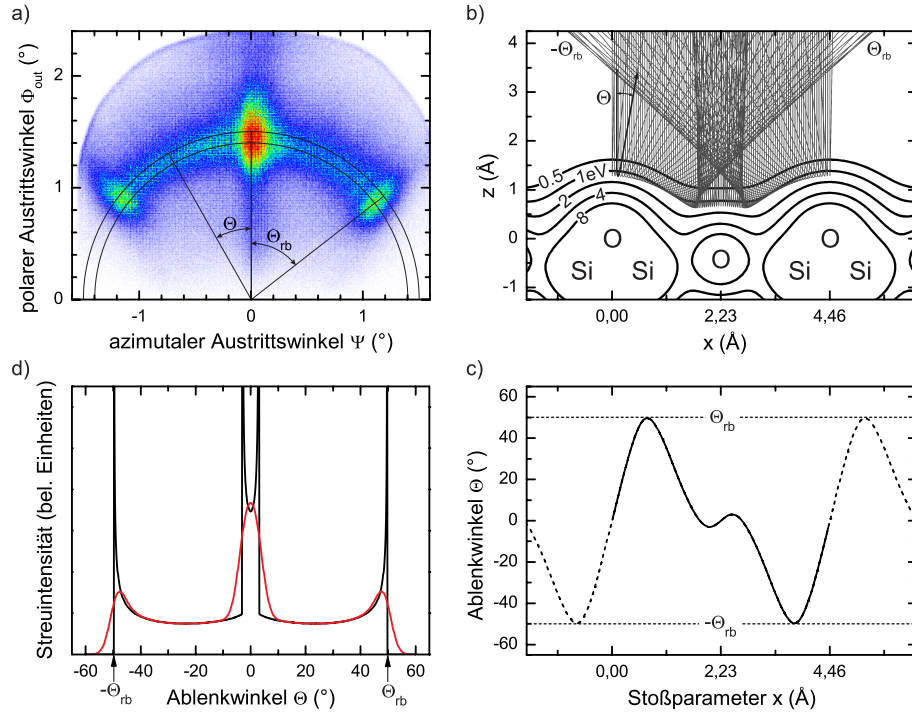 a)
polarer Austrittswinkel Φout (°)
2
1
0
Θ
Θrb
-1
0
1
azimutaler Austrittswinkel Ψ (°)
b)
z (Å)
4
3
2
1
0
-1
-Θrb
Θrb
Θ
0.5
2
1eV
8
4
O
O
O
Si
Si
Si
Si
0,00
2,23
4,46
x (Å)
d)
Streuintensität (bel. Einheiten)
-60
-40
-20
0
20
40
60
-Θrb
Ablenkwinkel Θ (°)
Θrb
c)
Ablenkwinkel Θ (°)
60
40
20
0
-20
-40
-60
Θrb
-Θrb
0,00
2,23
4,46
Stoßparameter x (Å)